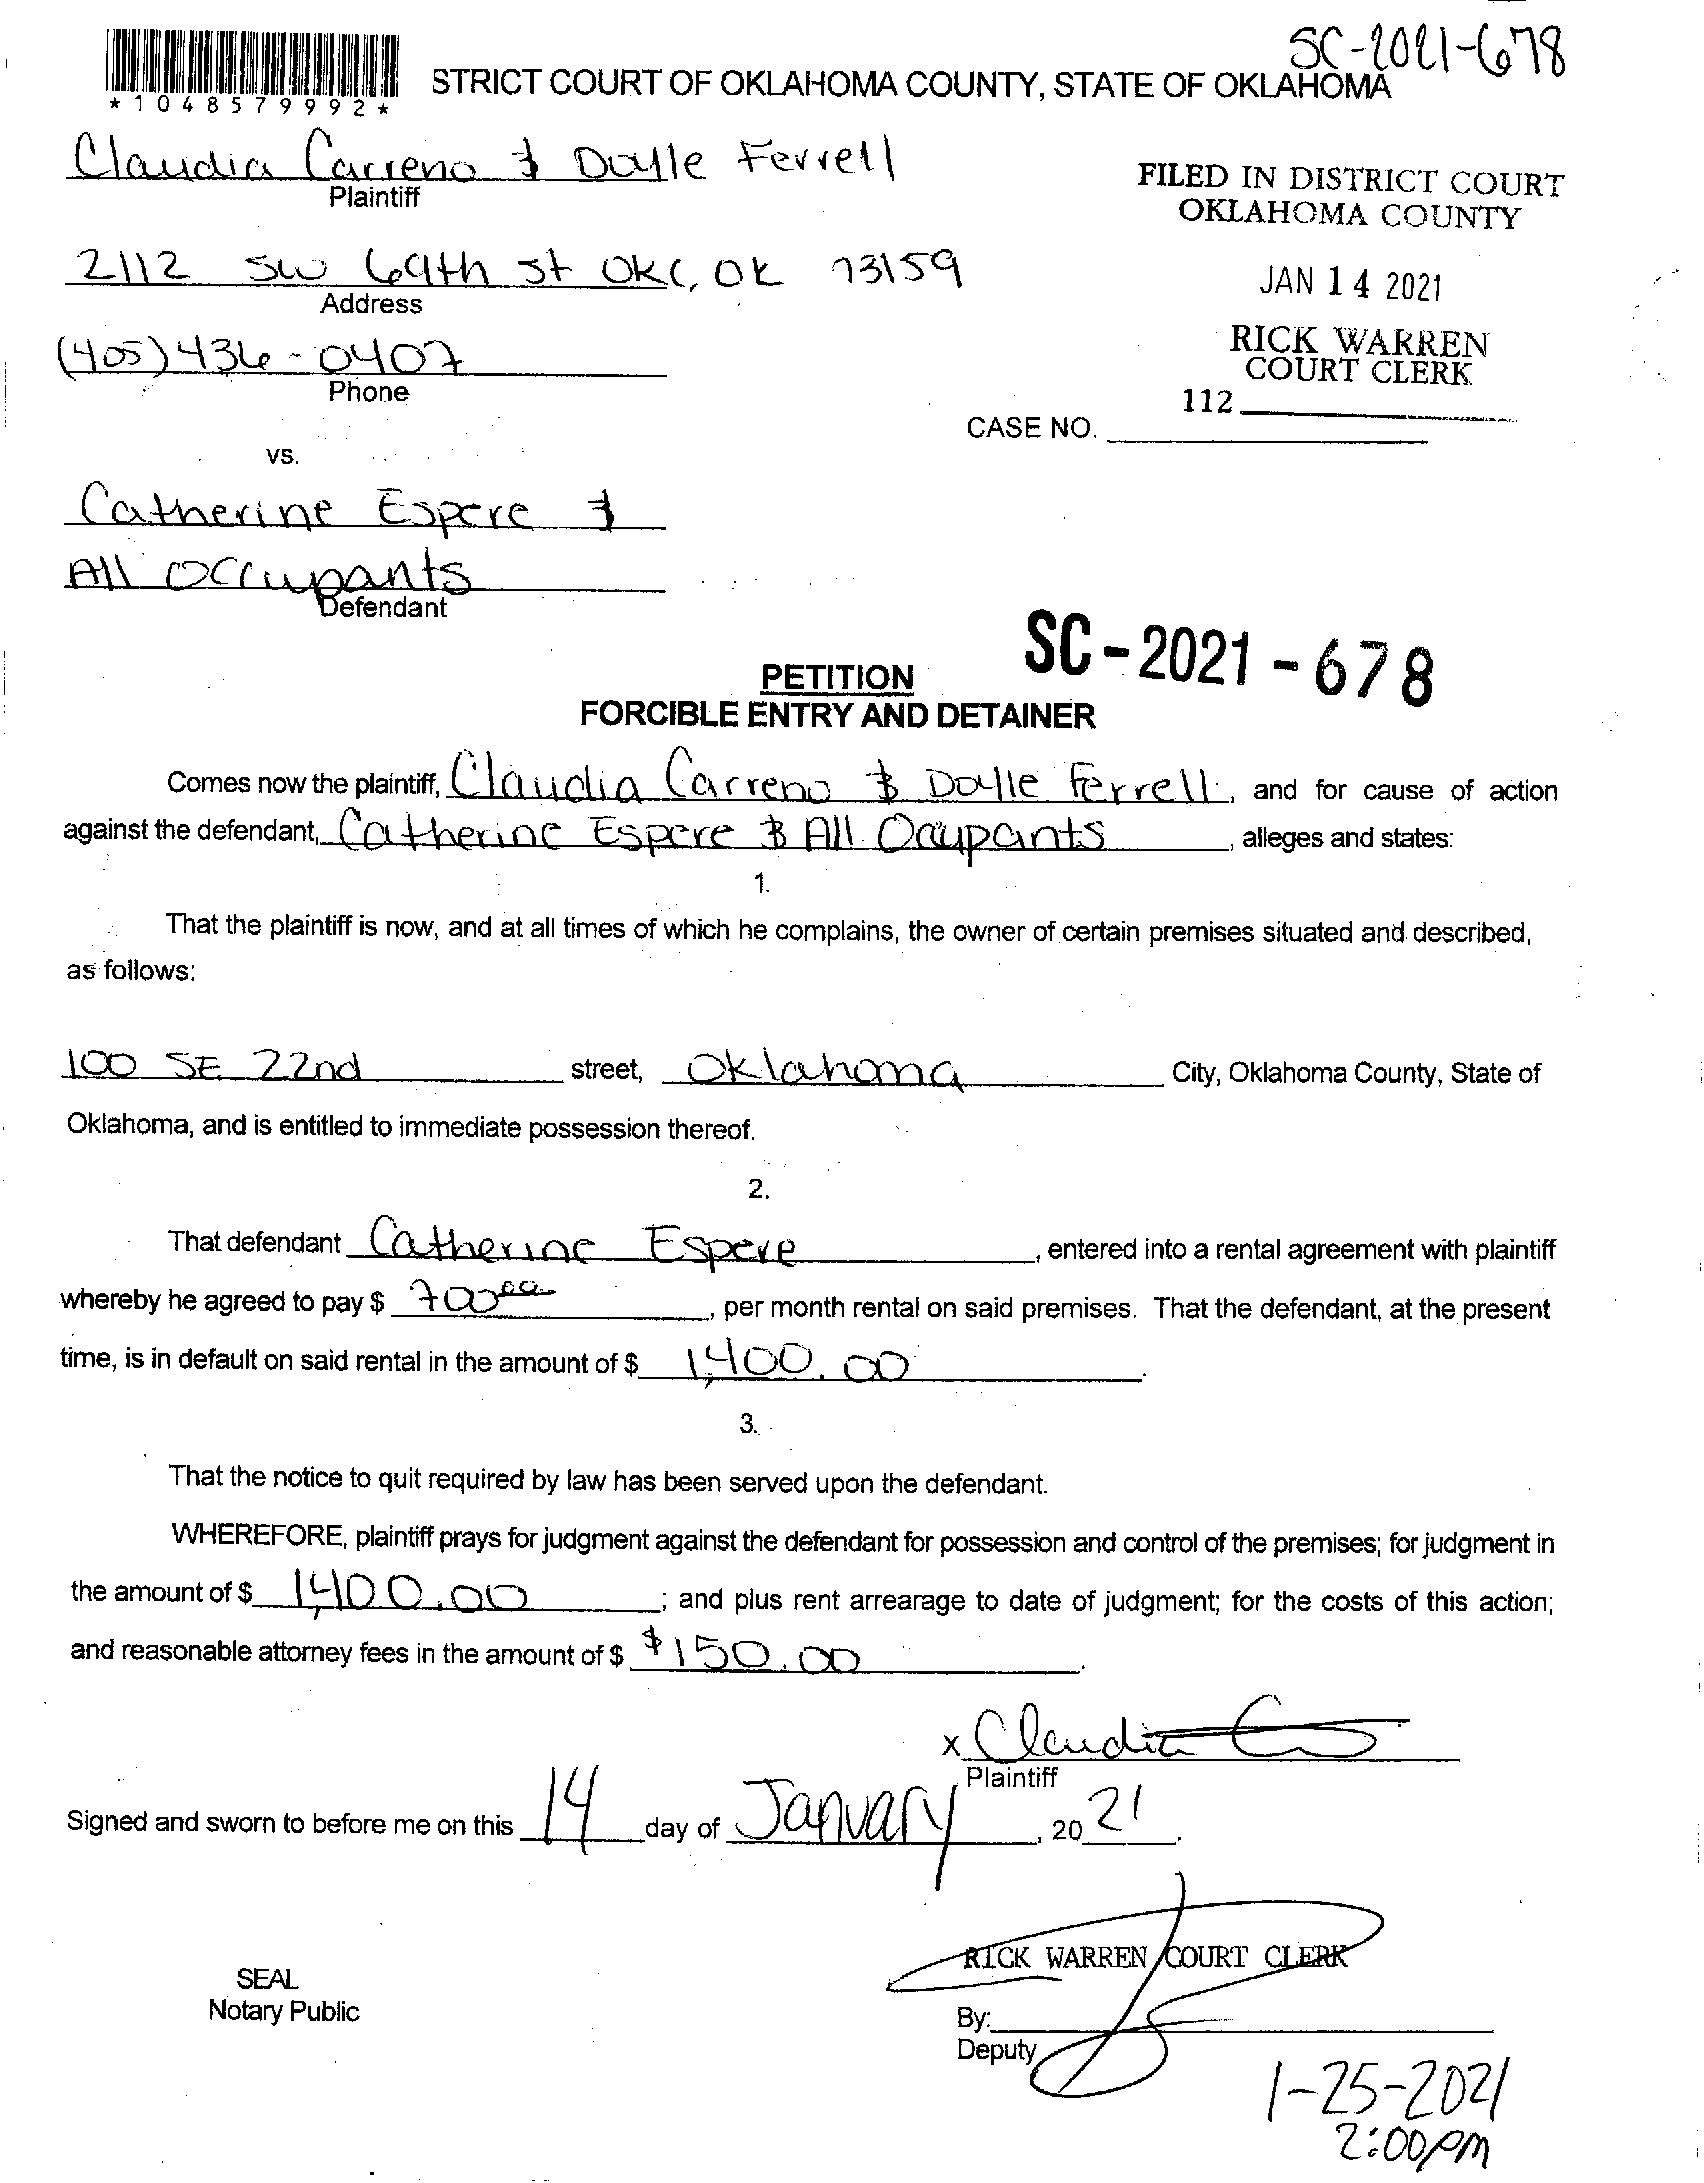 SC-2021-678
STRICT COURT OF OKLAHOMA COUNTY, STATE OF OKLAHOMA
*1048579992*
Claudia Carreno & Doyle Ferrell
Plaintiff
FILED IN DISTRICT COURT
OKLAHOMA COUNTY
2112 SW 69th St OKC, OK 73159
Address
JAN 14 2021
RICK WARREN
COURT CLERK
(405) 436-0407
Phone
112
CASE NO.
vs.
Catherine Espere &
All Occupants
Defendant
SC-2021-678
PETITION
FORCIBLE ENTRY AND DETAINER
Comes now the plaintiff, Claudia Carreno & Doyle Ferrell, and for cause of action
against the defendant, Catherine Espere & All Occupants, alleges and states:
1.
That the plaintiff is now, and at all times of which he complains, the owner of certain premises situated and described,
as follows:
100 SE 22nd street, Oklahoma City, Oklahoma County, State of
Oklahoma, and is entitled to immediate possession thereof.
2.
That defendant Catherine Espere, entered into a rental agreement with plaintiff
whereby he agreed to pay $ 700.00, per month rental on said premises. That the defendant, at the present
time, is in default on said rental in the amount of $ 1,400.00.
3.
That the notice to quit required by law has been served upon the defendant.
WHEREFORE, plaintiff prays for judgment against the defendant for possession and control of the premises; for judgment in
the amount of $ 1,400.00; and plus rent arrearage to date of judgment; for the costs of this action;
and reasonable attorney fees in the amount of $ $150.00.
x Claudia
Plaintiff
Signed and sworn to before me on this 14 day of January, 2021.
RICK WARREN COURT CLERK
SEAL
Notary Public
By:
Deputy
1-25-2021
2:00pm